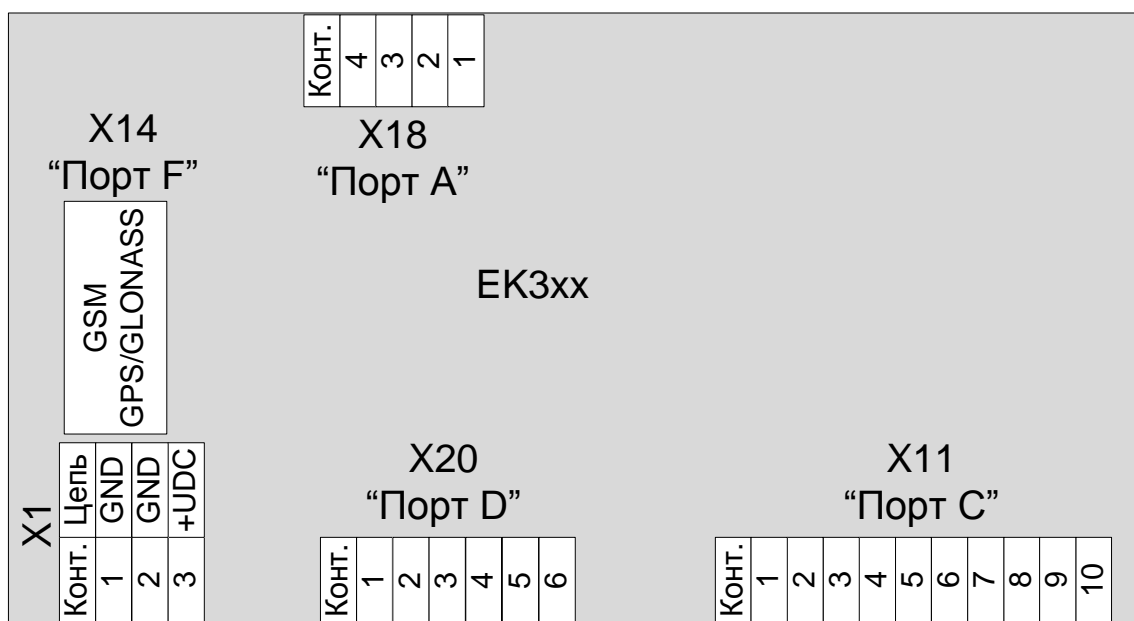 Конт. 4 3 2 1
X14
“Порт F”
X18
“Порт A”
GSM
GPS/GLONASS
EK3xx
X1
Цепь GND GND +UDC
Конт. 1 2 3
X20
“Порт D”
Конт. 1 2 3 4 5 6
X11
“Порт C”
Конт. 1 2 3 4 5 6 7 8 9 10